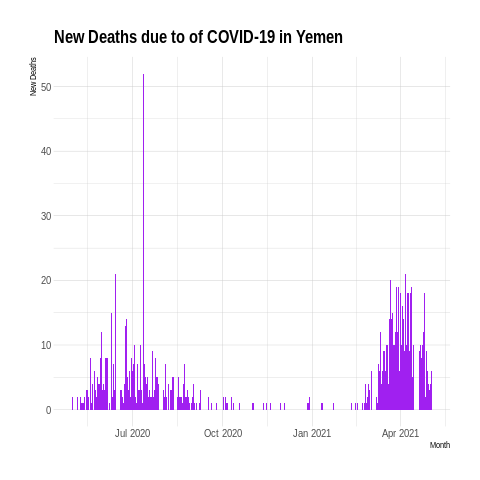 New Deaths due to of COVID-19 in Yemen
New Deaths
50
40
30
20
10
0
Jul 2020 Oct 2020 Jan 2021 Apr 2021
Month